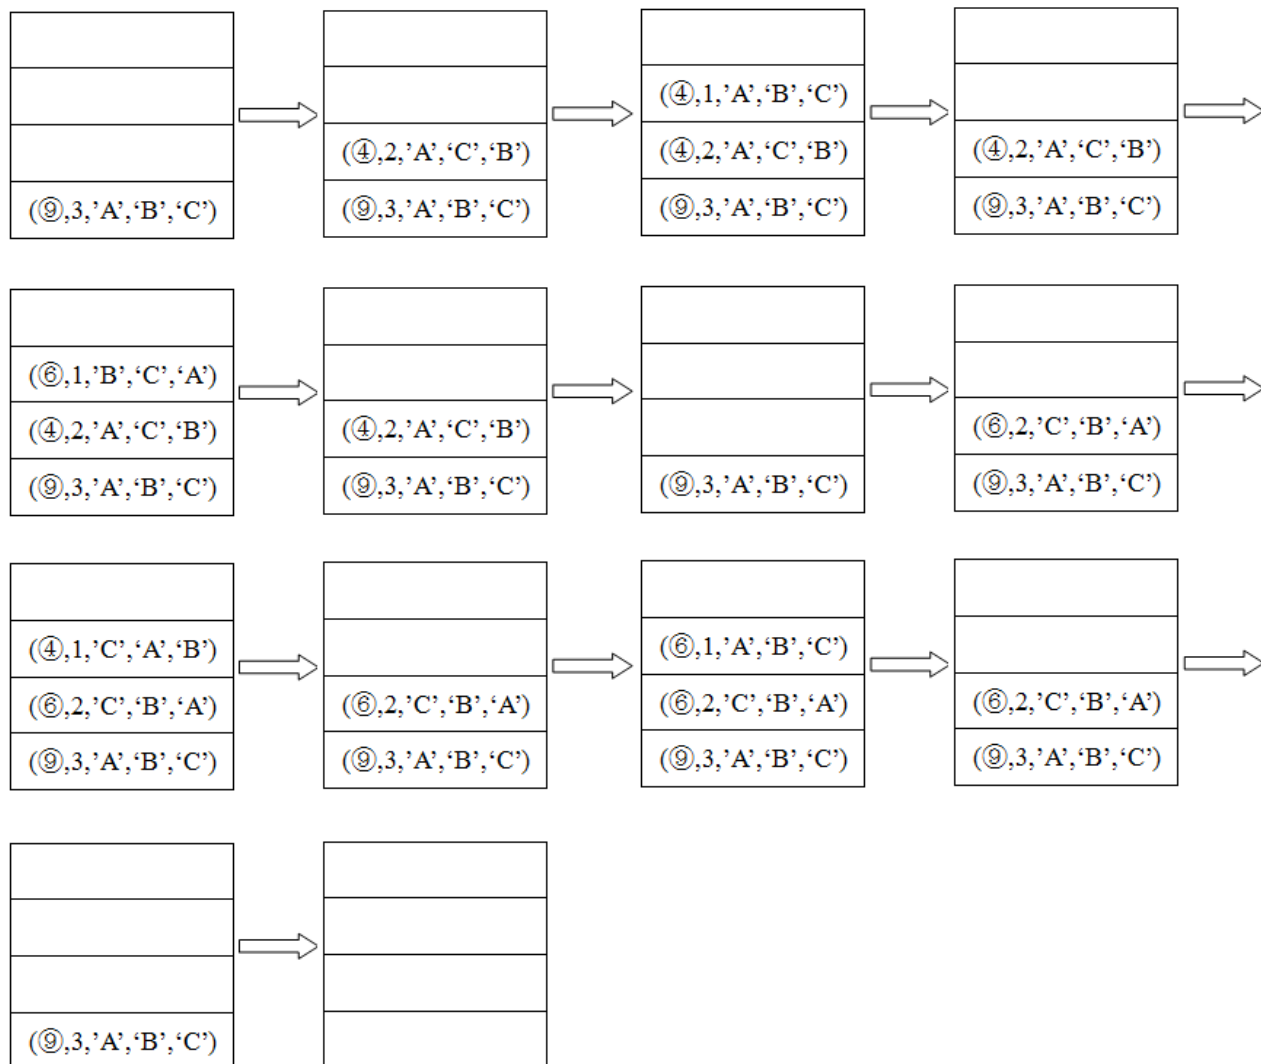 (④,1,’A’,‘B’,‘C’)
(④,2,’A’,‘C’,‘B’) (④,2,’A’,‘C’,‘B’) (④,2,’A’,‘C’,‘B’)
(⑨,3,’A’,‘B’,‘C’) (⑨,3,’A’,‘B’,‘C’) (⑨,3,’A’,‘B’,‘C’) (⑨,3,’A’,‘B’,‘C’)
(⑥,1,’B’,‘C’,‘A’)
(④,2,’A’,‘C’,‘B’) (④,2,’A’,‘C’,‘B’) (⑥,2,’C’,‘B’,‘A’)
(⑨,3,’A’,‘B’,‘C’) (⑨,3,’A’,‘B’,‘C’) (⑨,3,’A’,‘B’,‘C’) (⑨,3,’A’,‘B’,‘C’)
(④,1,’C’,‘A’,‘B’) (⑥,1,’A’,‘B’,‘C’)
(⑥,2,’C’,‘B’,‘A’) (⑥,2,’C’,‘B’,‘A’) (⑥,2,’C’,‘B’,‘A’) (⑥,2,’C’,‘B’,‘A’)
(⑨,3,’A’,‘B’,‘C’) (⑨,3,’A’,‘B’,‘C’) (⑨,3,’A’,‘B’,‘C’) (⑨,3,’A’,‘B’,‘C’)
(⑨,3,’A’,‘B’,‘C’)